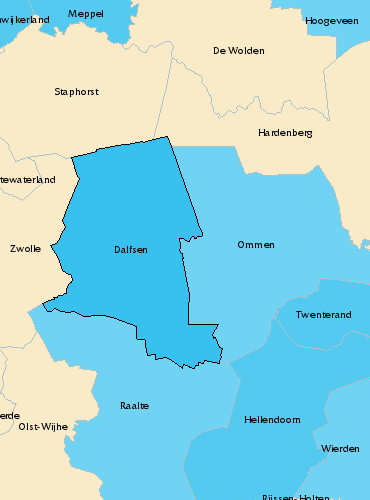 Meppel
wijkerland
Hoogeveen
De Wolden
Staphorst
Hardenberg
tewaterland
Zwolle
Dalfsen
Ommen
Twenterand
Raalte
erde
Olst-Wijhe
Hellendoorn
Wierden
Rijssen-Holten